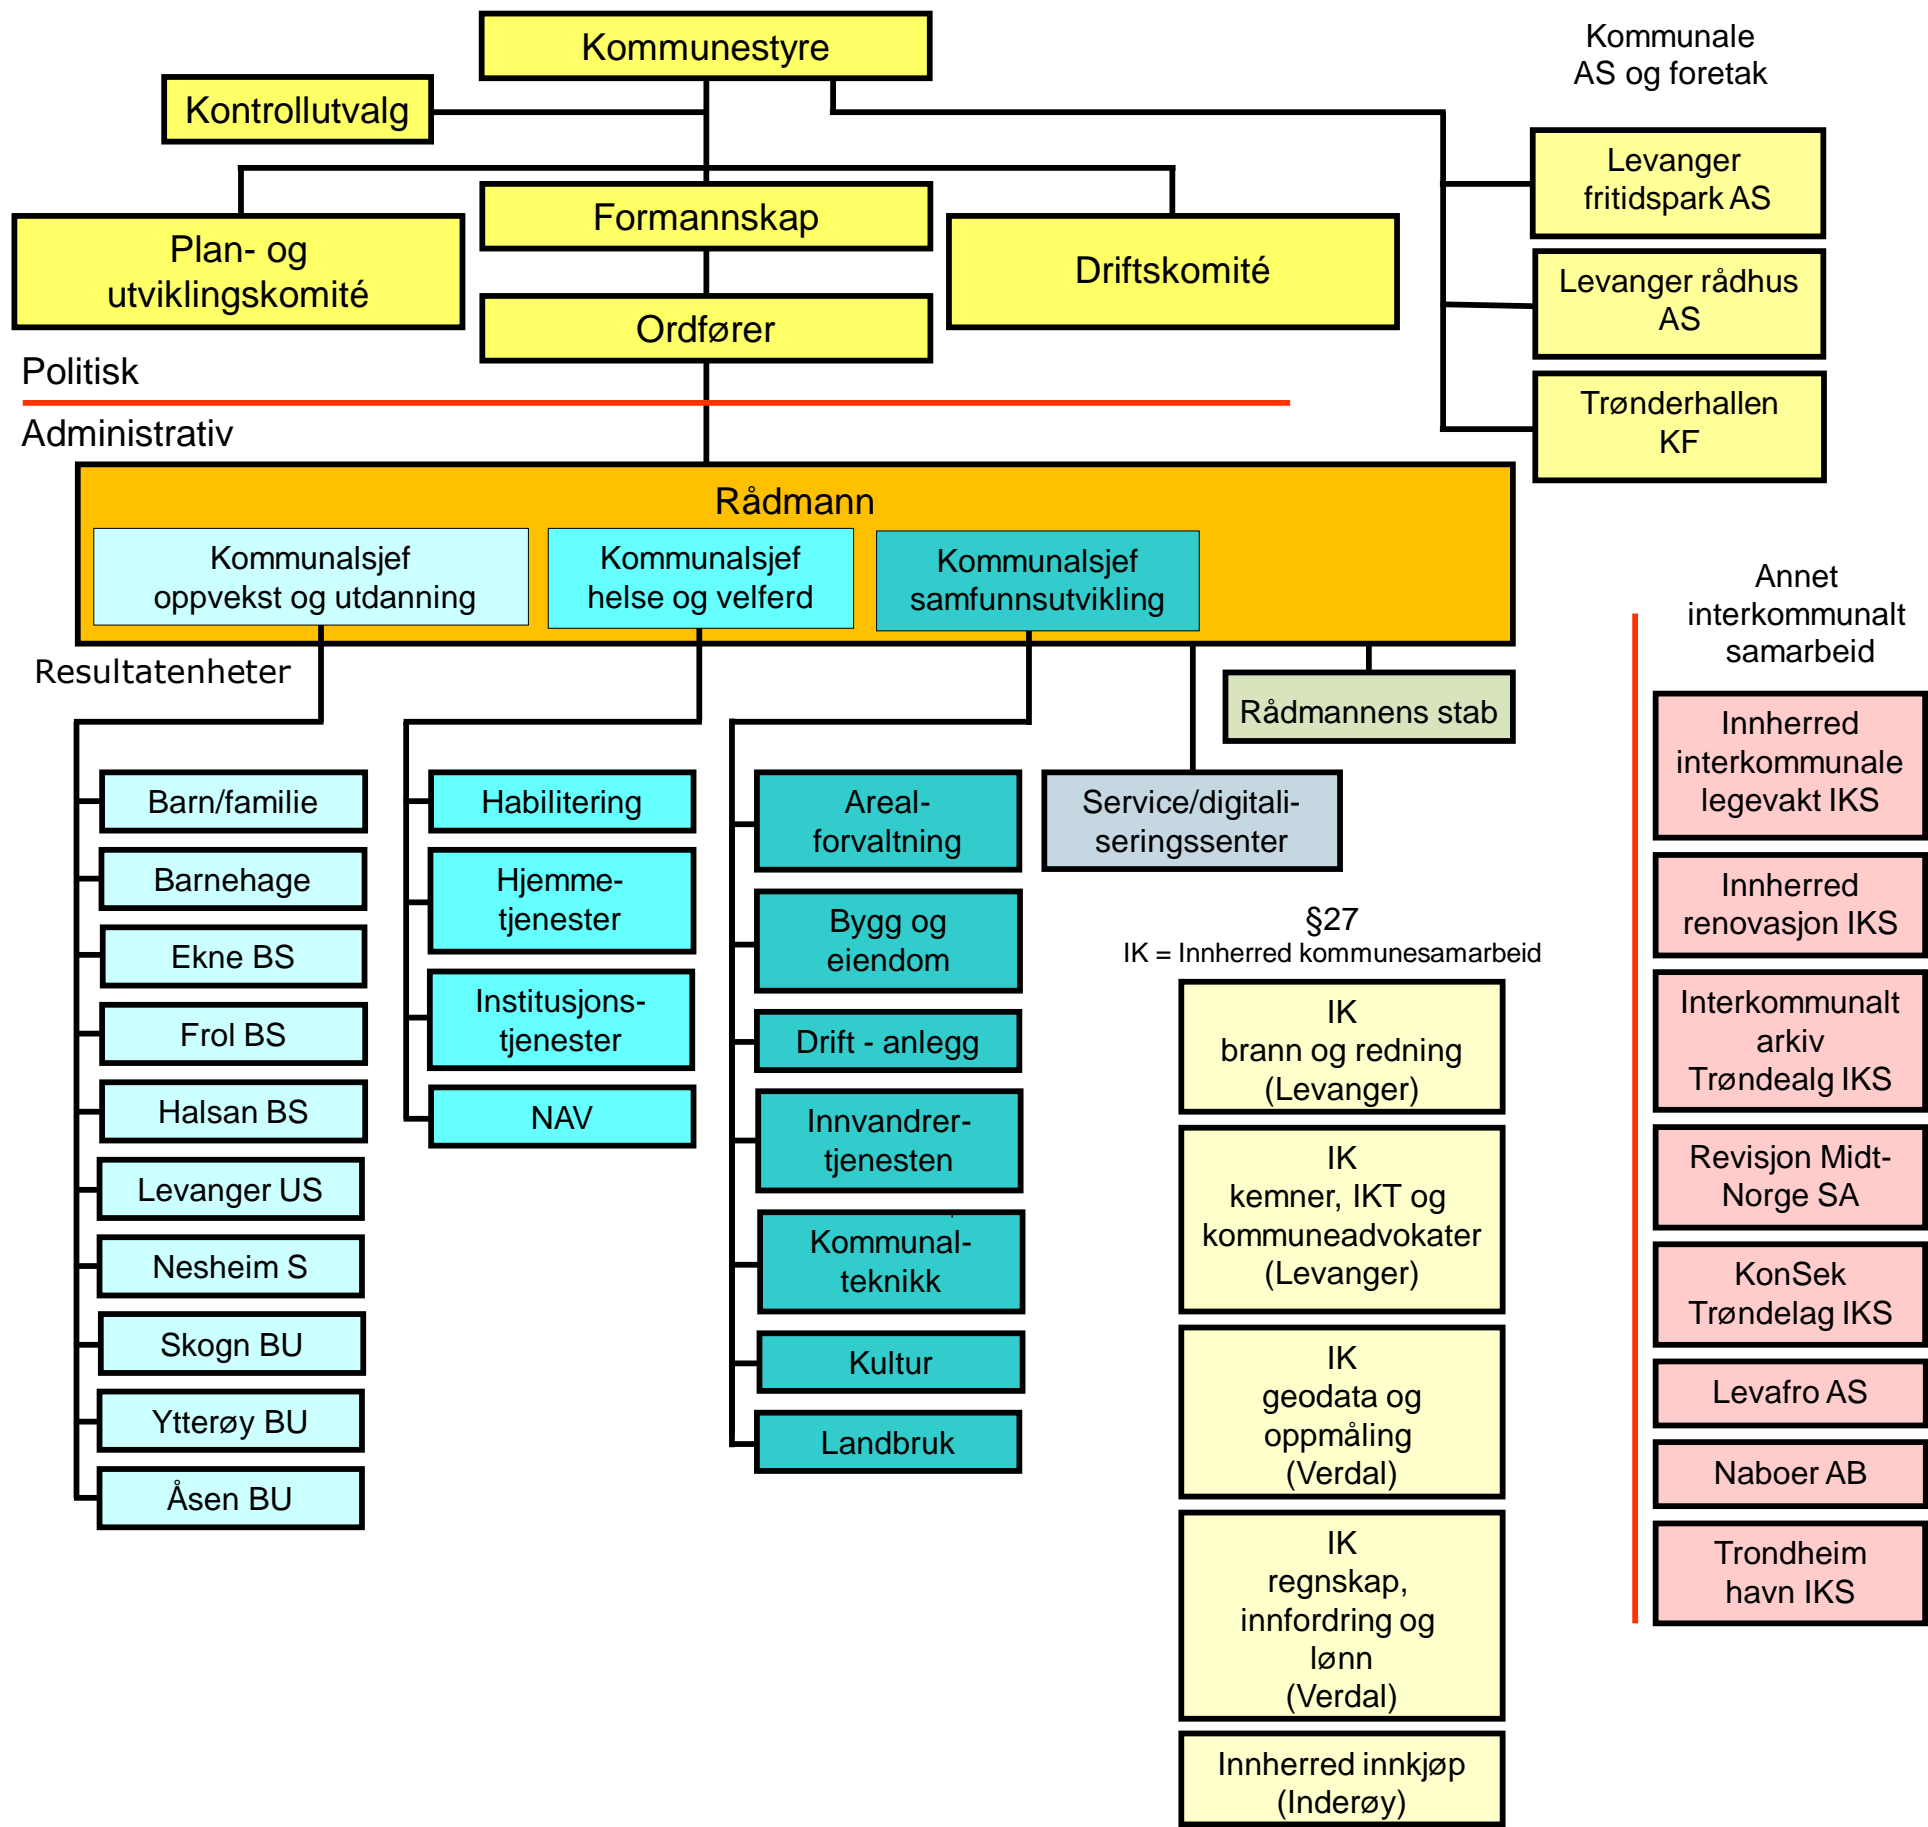 Kommunestyre
Kontrollutvalg
Formannskap
Plan- og
utviklingskomité
Driftskomité
Ordfører
Politisk
Administrativ
Kommunale
AS og foretak
Levanger
fritidspark AS
Levanger rådhus
AS
Trønderhallen
KF
Rådmann
Kommunalsjef
oppvekst og utdanning
Kommunalsjef
helse og velferd
Kommunalsjef
samfunnsutvikling
Resultatenheter
Rådmannens stab
Barn/familie
Barnehage
Ekne BS
Frol BS
Halsan BS
Levanger US
Nesheim S
Skogn BU
Ytterøy BU
Åsen BU
Habilitering
Hjemme-
tjenester
Institusjons-
tjenester
NAV
Areal-
forvaltning
Bygg og
eiendom
Drift - anlegg
Innvandrer-
tjenesten
Kommunal-
teknikk
Kultur
Landbruk
Service/digitali-
seringssenter
§27
IK = Innherred kommunesamarbeid
IK
brann og redning
(Levanger)
IK
kemner, IKT og
kommuneadvokater
(Levanger)
IK
geodata og
oppmåling
(Verdal)
IK
regnskap,
innfordring og
lønn
(Verdal)
Innherred innkjøp
(Inderøy)
Annet
interkommunalt
samarbeid
Innherred
interkommunale
legevakt IKS
Innherred
renovasjon IKS
Interkommunalt
arkiv
Trøndealg IKS
Revisjon Midt-
Norge SA
KonSek
Trøndelag IKS
Levafro AS
Naboer AB
Trondheim
havn IKS